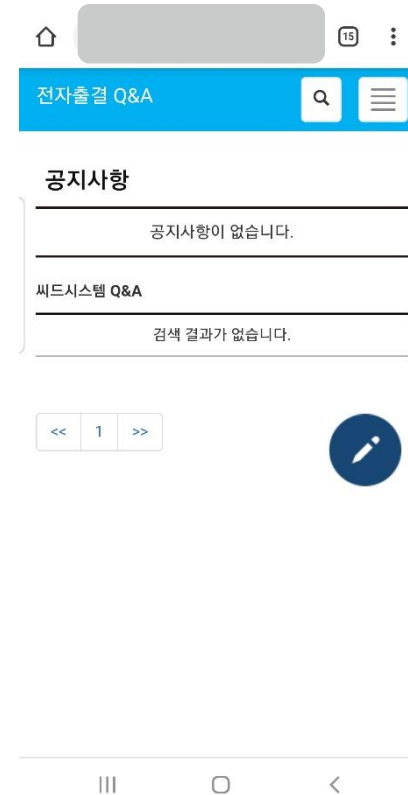 15
전자출결 Q&A
공지사항
공지사항이 없습니다.
씨드시스템 Q&A
검색 결과가 없습니다.
<< 1 >>